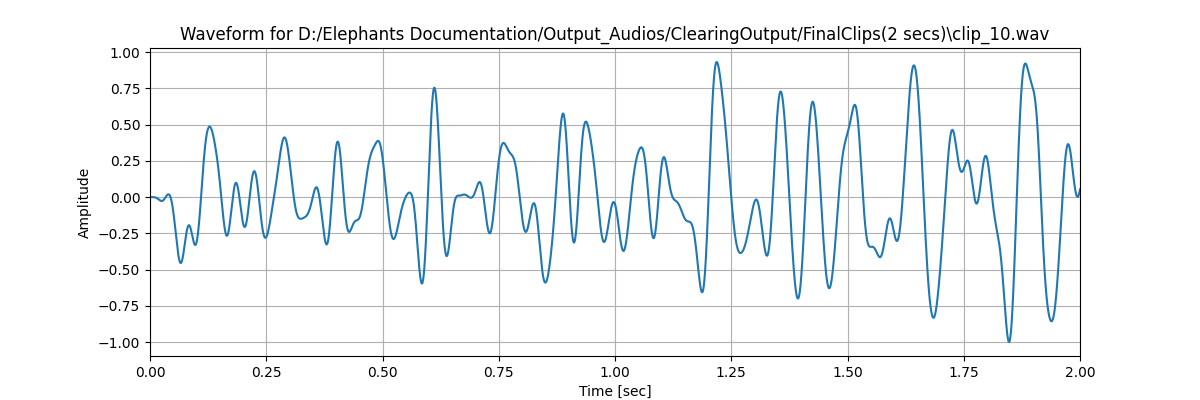 Waveform for D:/Elephants Documentation/Output_Audios/ClearingOutput/FinalClips(2 secs)\clip_10.wav
1.00
0.75
0.50
0.25
0.00
−0.25
−0.50
−0.75
−1.00
Amplitude
0.00 0.25 0.50 0.75 1.00 1.25 1.50 1.75 2.00
Time [sec]